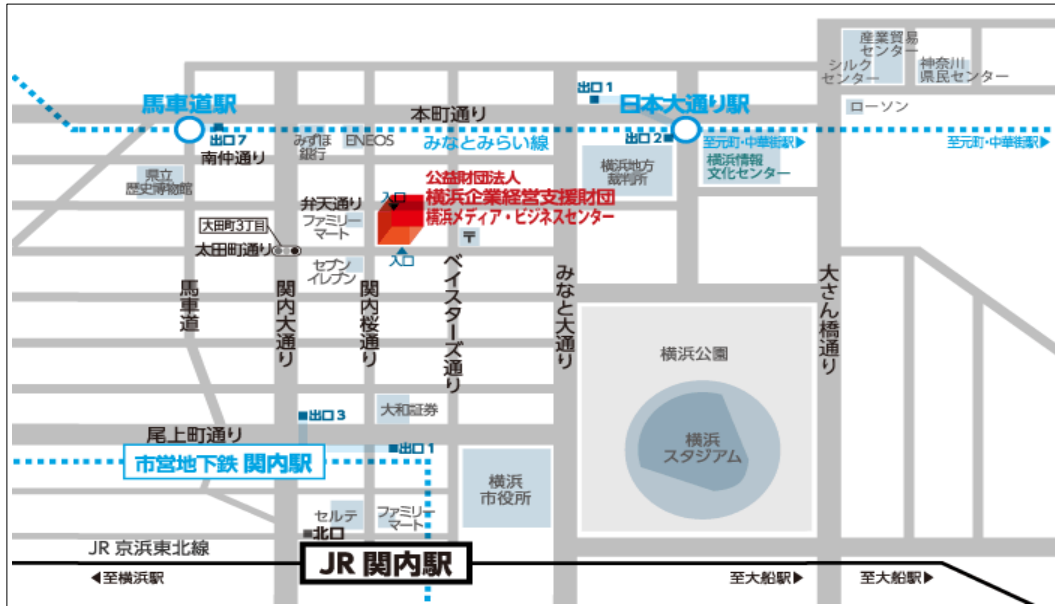 産業貿易
センター
シルク
センター
神奈川
県民センター
出口1
馬車道駅
本町通り
日本大通り駅
ローソン
出口7
南仲通り
みずほ
銀行
ENEOS
みなとみらい線
出口2
至元町・中華街駅▶
至元町・中華街駅▶
横浜地方
裁判所
横浜情報
文化センター
県立
歴史博物館
公益財団法人
横浜企業経営支援財団
横浜メディア・ビジネスセンター
入口
弁天通り
ファミリー
マート
大田町3丁目
太田町通り
〒
入口
セブン
イレブン
馬車道
関内大通り
関内桜通り
ベイスターズ通り
みなと大通り
大さん橋通り
横浜公園
横浜
スタジアム
大和証券
出口3
尾上町通り
出口1
市営地下鉄 関内駅
横浜
市役所
セルテ
ファミリー
マート
北口
JR 京浜東北線
JR 関内駅
◀至横浜駅
至大船駅▶
至大船駅▶